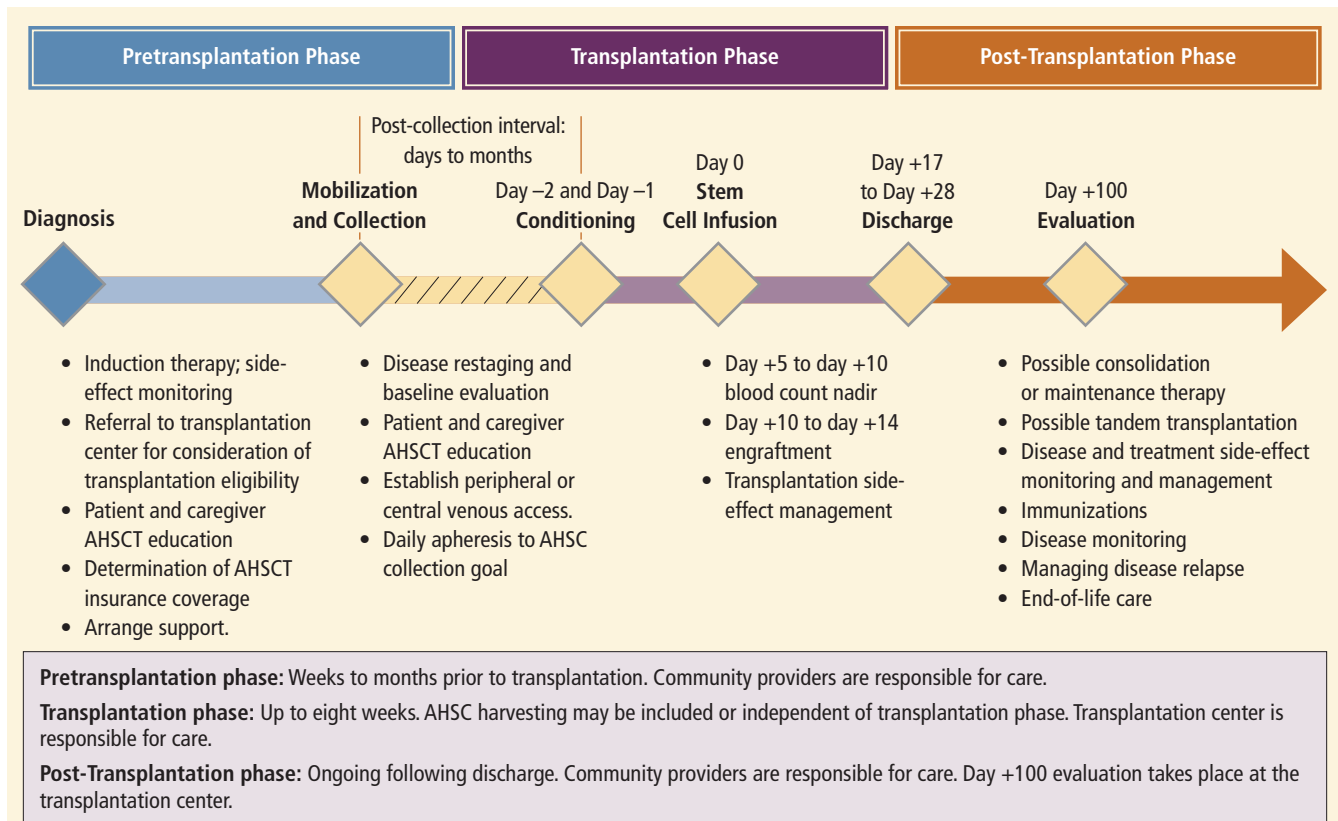 Pretransplantation Phase
Transplantation Phase
Post-Transplantation Phase
Post-collection interval:
days to months
Diagnosis
Mobilization
and Collection
Day –2 and Day –1
Conditioning
Day 0
Stem
Cell Infusion
Day +17
to Day +28
Discharge
Day +100
Evaluation
• Induction therapy; side-
effect monitoring
• Referral to transplantation
center for consideration of
transplantation eligibility
• Patient and caregiver
AHSCT education
• Determination of AHSCT
insurance coverage
• Arrange support.
• Disease restaging and
baseline evaluation
• Patient and caregiver
AHSCT education
• Establish peripheral or
central venous access.
• Daily apheresis to AHSC
collection goal
• Day +5 to day +10
blood count nadir
• Day +10 to day +14
engraftment
• Transplantation side-
effect management
• Possible consolidation
or maintenance therapy
• Possible tandem transplantation
• Disease and treatment side-effect
monitoring and management
• Immunizations
• Disease monitoring
• Managing disease relapse
• End-of-life care
Pretransplantation phase: Weeks to months prior to transplantation. Community providers are responsible for care.
Transplantation phase: Up to eight weeks. AHSC harvesting may be included or independent of transplantation phase. Transplantation center is
responsible for care.
Post-Transplantation phase: Ongoing following discharge. Community providers are responsible for care. Day +100 evaluation takes place at the
transplantation center.